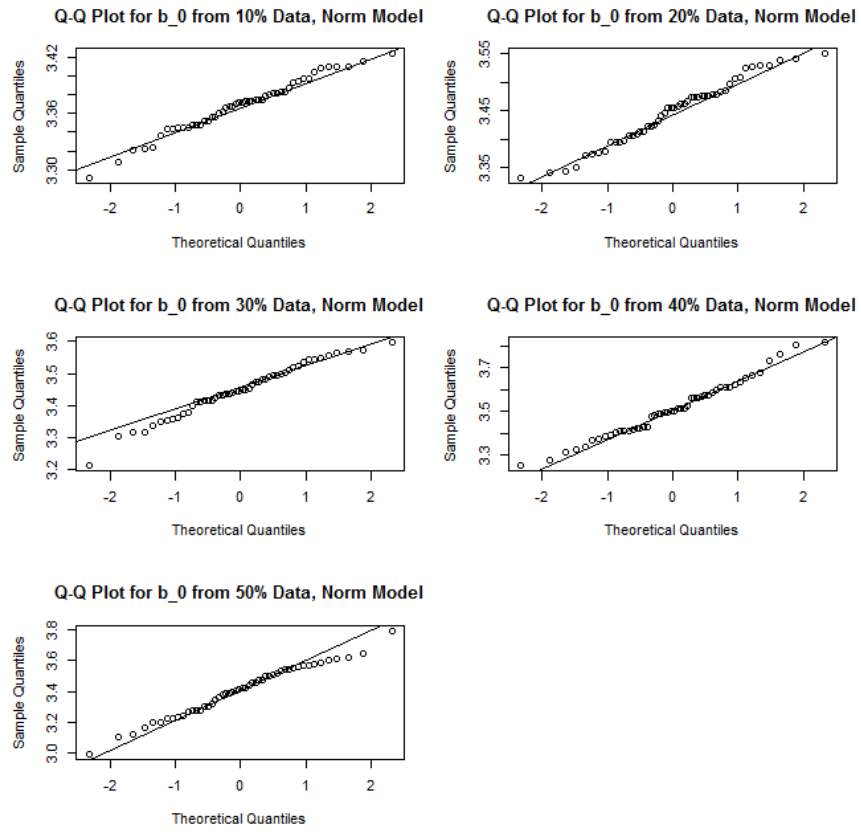 Q-Q Plot for b_0 from 10% Data, Norm Model
Sample Quantiles
3.42
3.36
3.30
-2 -1 0 1 2
Theoretical Quantiles
Q-Q Plot for b_0 from 20% Data, Norm Model
Sample Quantiles
3.55
3.45
3.35
-2 -1 0 1 2
Theoretical Quantiles
Q-Q Plot for b_0 from 30% Data, Norm Model
Sample Quantiles
3.6
3.5
3.4
3.3
3.2
-2 -1 0 1 2
Theoretical Quantiles
Q-Q Plot for b_0 from 40% Data, Norm Model
Sample Quantiles
3.7
3.5
3.3
-2 -1 0 1 2
Theoretical Quantiles
Q-Q Plot for b_0 from 50% Data, Norm Model
Sample Quantiles
3.8
3.6
3.4
3.2
3.0
-2 -1 0 1 2
Theoretical Quantiles